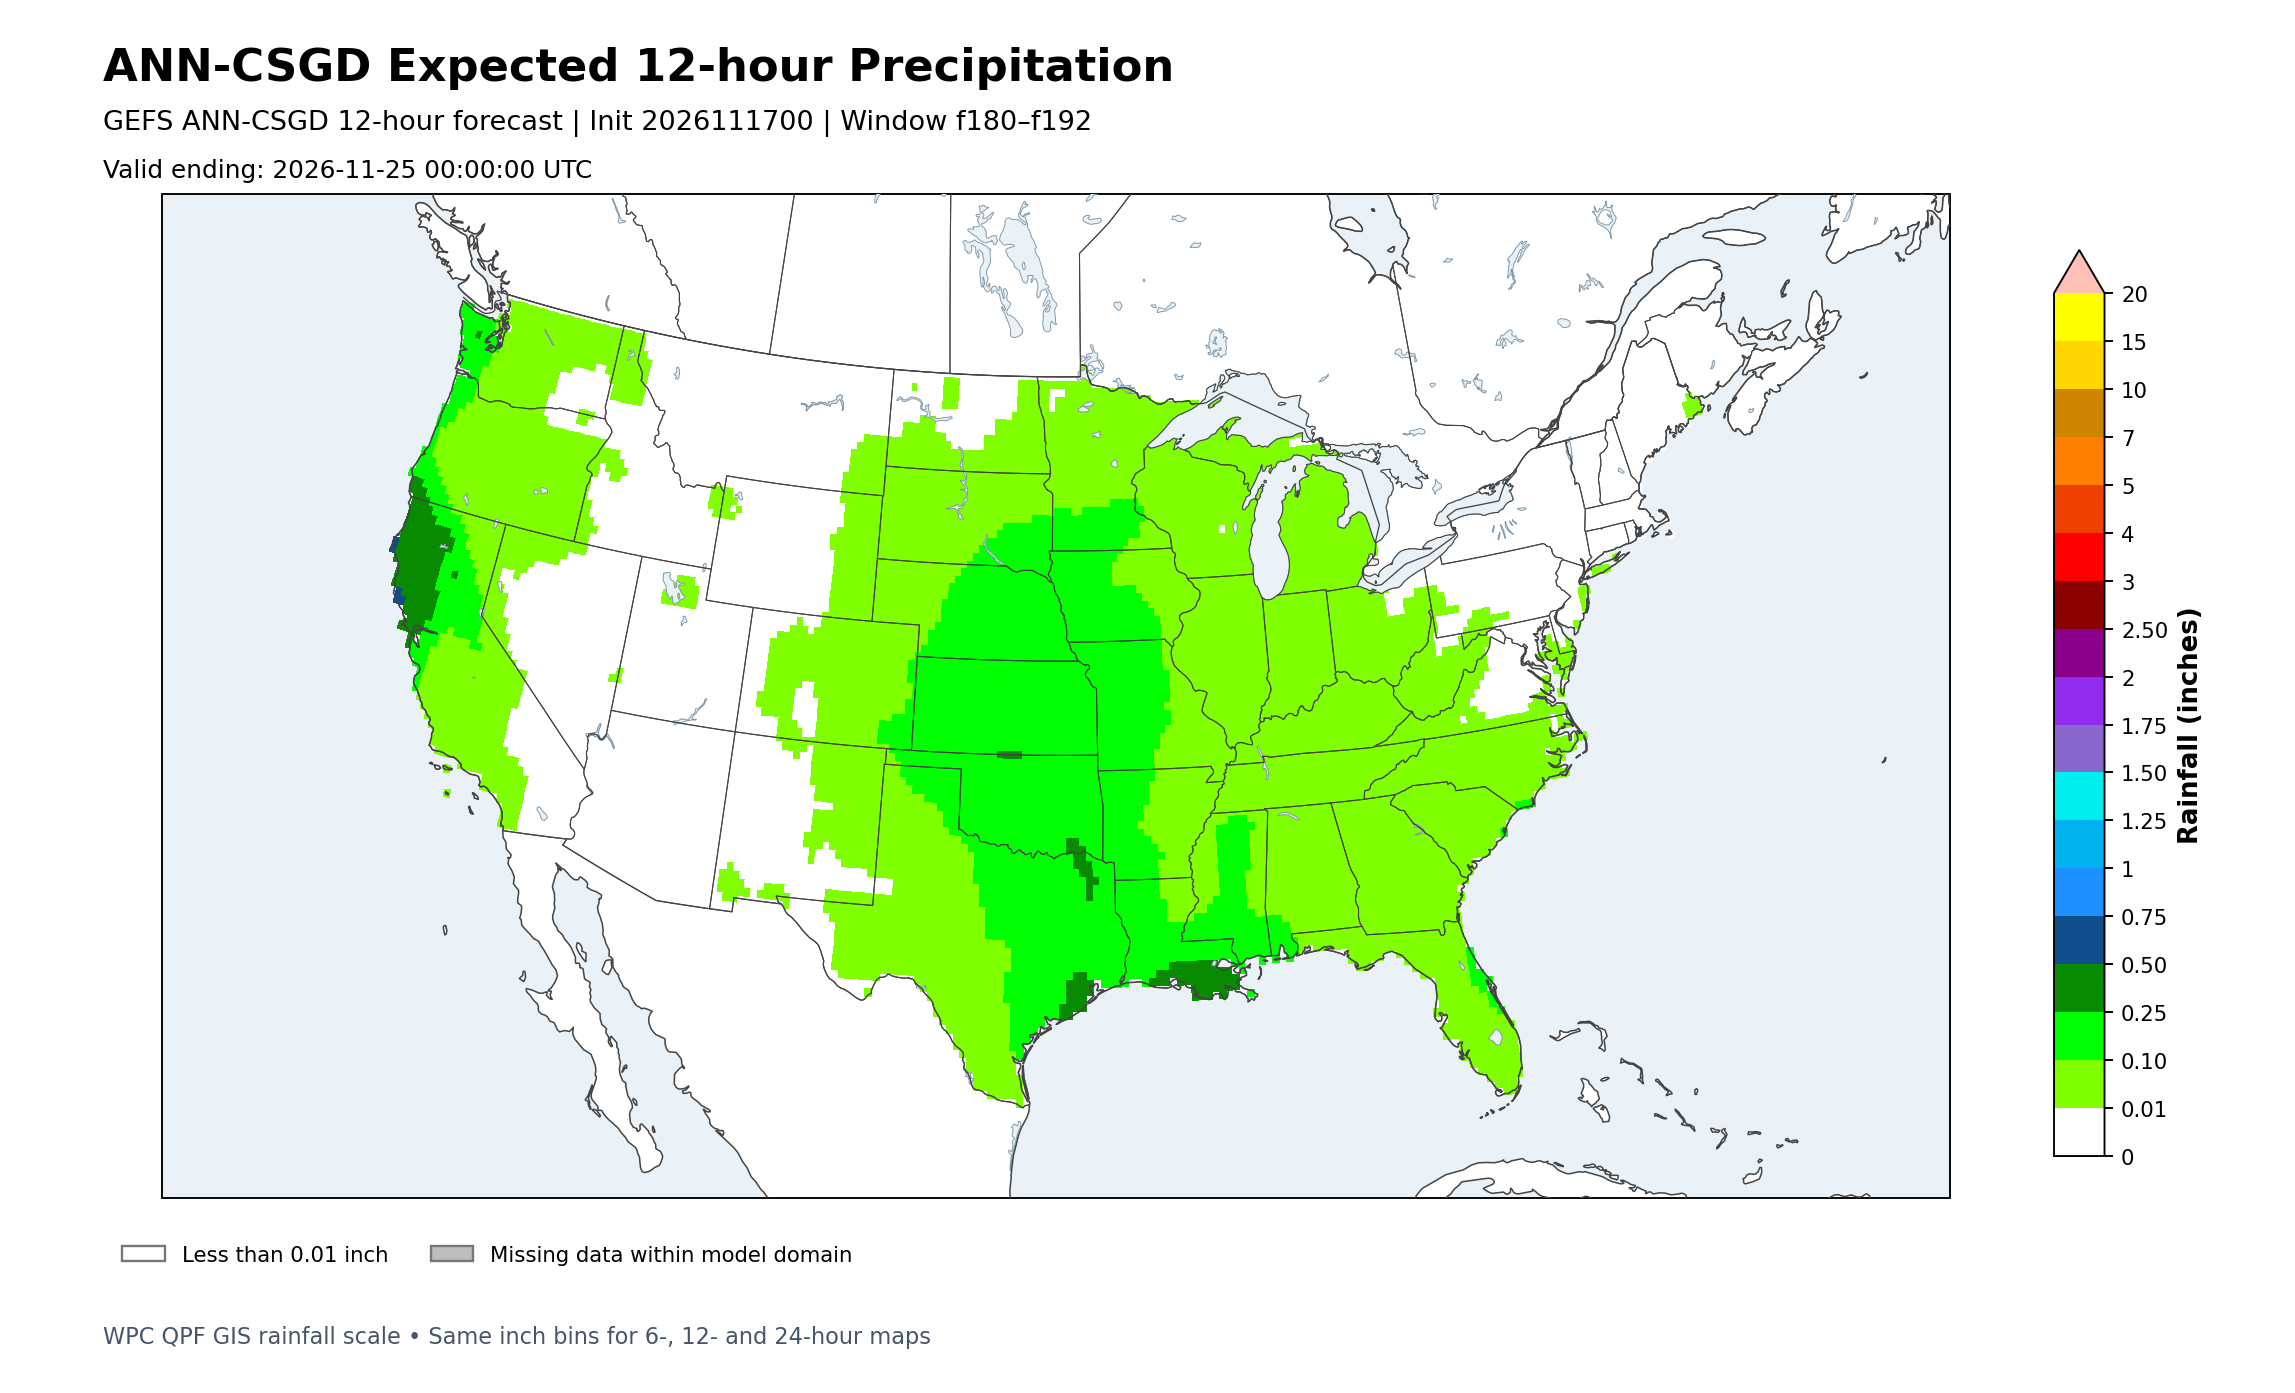 ANN-CSGD Expected 12-hour Precipitation
GEFS ANN-CSGD 12-hour forecast | Init 2026111700 | Window f180–f192
Valid ending: 2026-11-25 00:00:00 UTC
20
15
10
7
5
4
3
2.50
2
1.75
1.50
1.25
1
0.75
0.50
0.25
0.10
0.01
0
Rainfall (inches)
Less than 0.01 inch
Missing data within model domain
WPC QPF GIS rainfall scale • Same inch bins for 6-, 12- and 24-hour maps